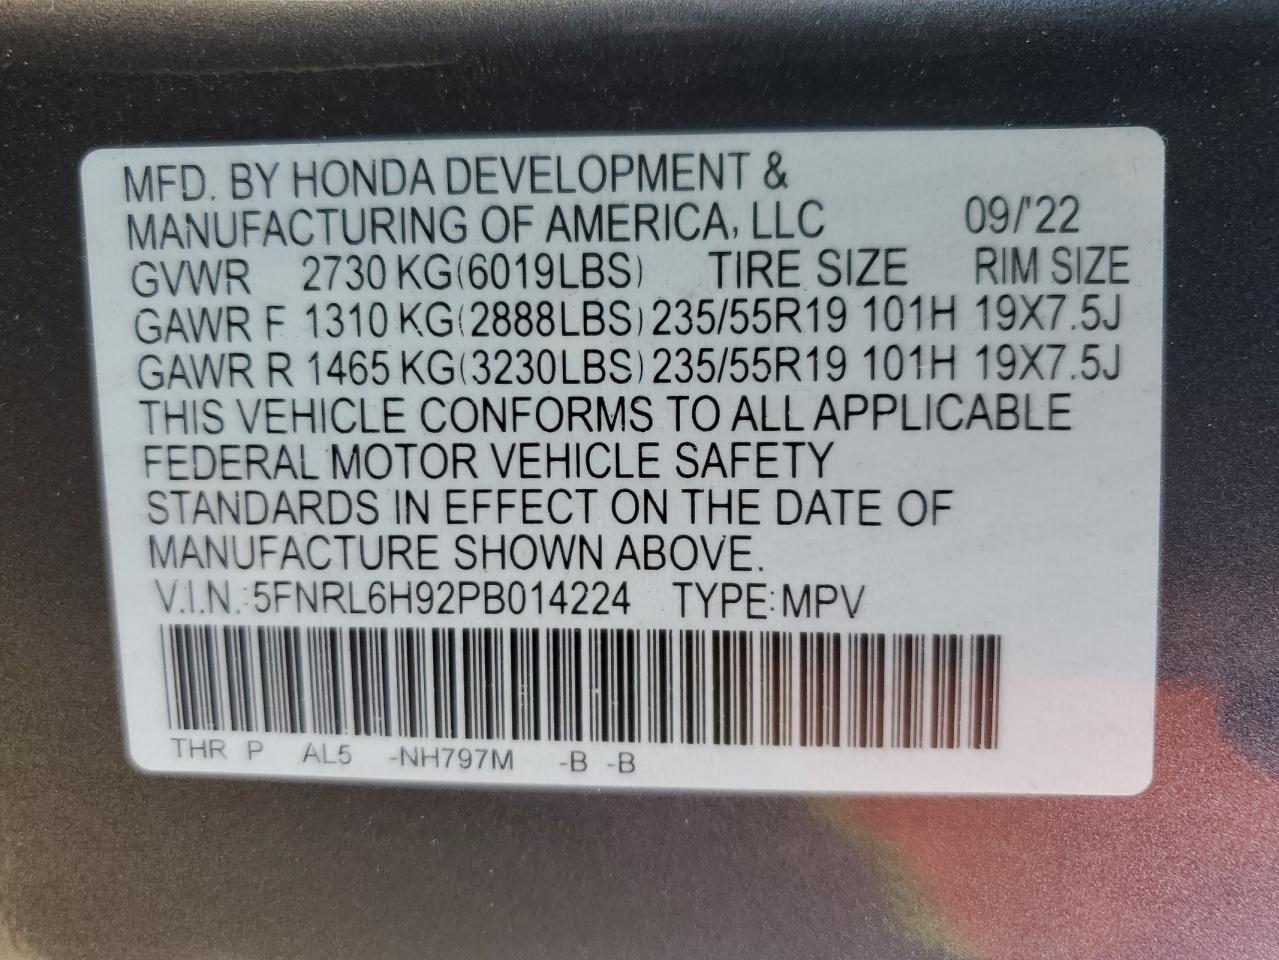 MFD. BY HONDA DEVELOPMENT &
MANUFACTURING OF AMERICA, LLC 09/'22
GVWR 2730 KG(6019LBS) TIRE SIZE RIM SIZE
GAWR F 1310 KG(2888LBS) 235/55R19 101H 19X7.5J
GAWR R 1465 KG(3230LBS) 235/55R19 101H 19X7.5J
THIS VEHICLE CONFORMS TO ALL APPLICABLE
FEDERAL MOTOR VEHICLE SAFETY
STANDARDS IN EFFECT ON THE DATE OF
MANUFACTURE SHOWN ABOVE.
V.I.N.:5FNRL6H92PB014224 TYPE:MPV
THR P AL5 -NH797M -B -B